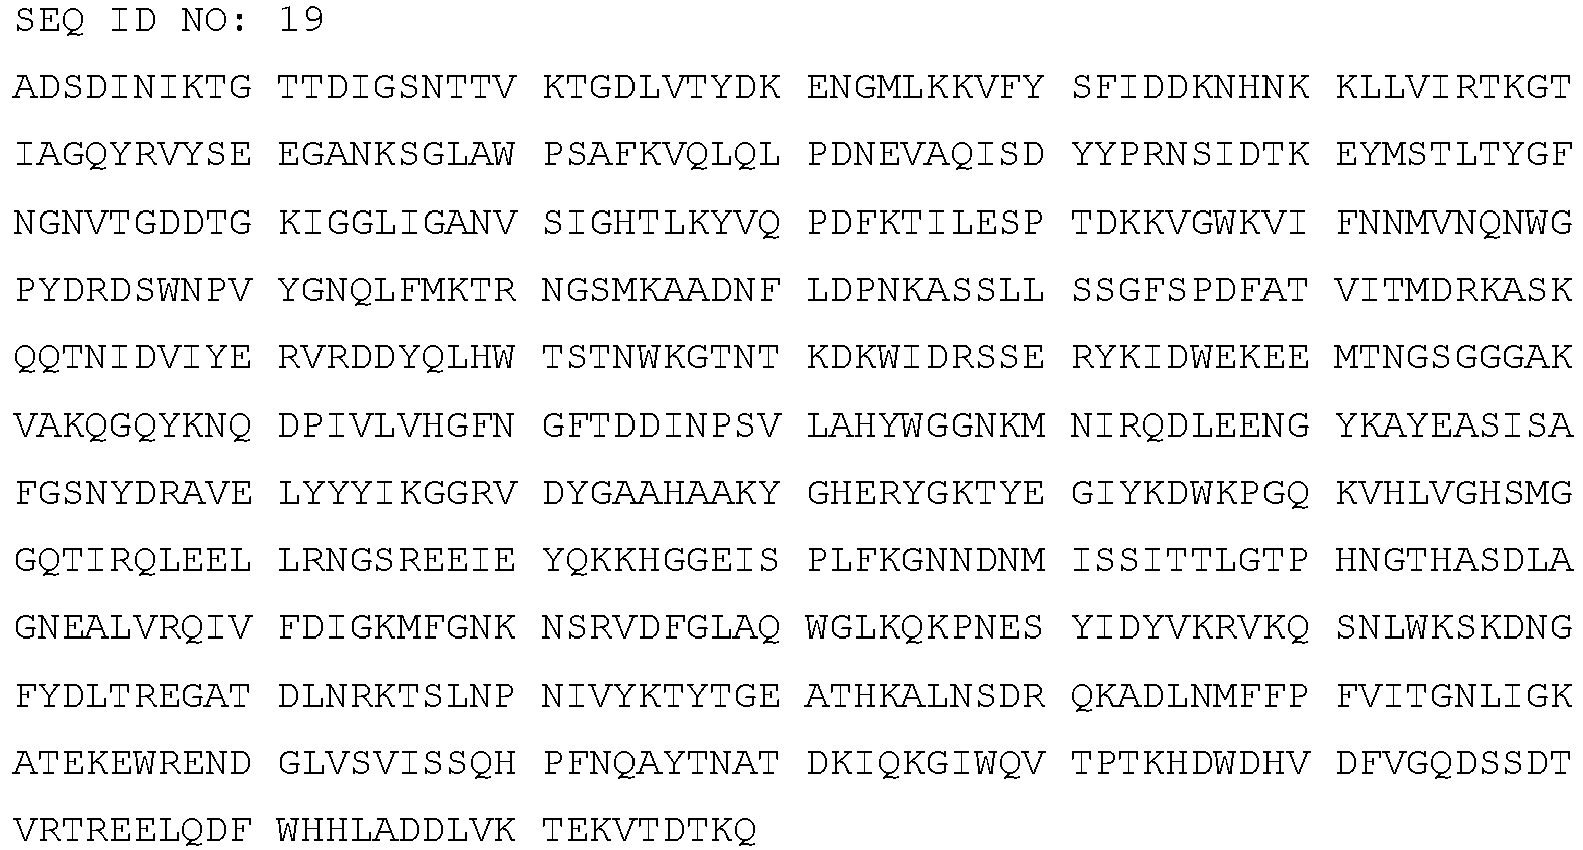 SEQ ID NO: 19
ADSDINIKTG TTDIGSNTTV KTGDLVTYDK ENGMLKKVFY SFIDDKNHNK KLLVIRTKGT
IAGQYRVYSE EGANKSGLAW PSAFKVQLQL PDNEVAQISD YYPRNSIDTK EYMSTLTYGF
NGNVTGDDTG KIGGLIGANV SIGHTLKYVQ PDFKTILESP TDKKVGWKVI FNNMVNQNWG
PYDRDSWNPV YGNQLFMKTR NGSMKAADNF LDPNKASSLL SSGFSPDFAT VITMDRKASK
QQTNIDVIYE RVRDDYQLHW TSTNWKGTNT KDKWIDRSSE RYKIDWEKEE MTNGSGGGAK
VAKQGQYKNQ DPIVLVHGFN GFTDDINPSV LAHYWGGNKM NIRQDLEENG YKAYEASISA
FGSNYDRAVE LYYYIKGGRV DYGAAHAAKY GHERYGKTYE GIYKDWKPGQ KVHLVGHSMG
GQTIRQLEEL LRNGSREEIE YQKKHGGEIS PLFKGNNDNM ISSITTLGTP HNGTHASDLA
GNEALVRQIV FDIGKMFGNK NSRVDFGLAQ WGLKQKPNES YIDYVKRVKQ SNLWKSKDNG
FYDLTREGAT DLNRKTSLNP NIVYKTYTGE ATHKALNSDR QKADLNMFFP FVITGNLIGK
ATEKEWREND GLVSVISSQH PFNQAYTNAT DKIQKGIWQV TPTKHDWDHV DFVGQDSSDT
VRTREELQDF WHHLADDLVK TEKVTDTKQ